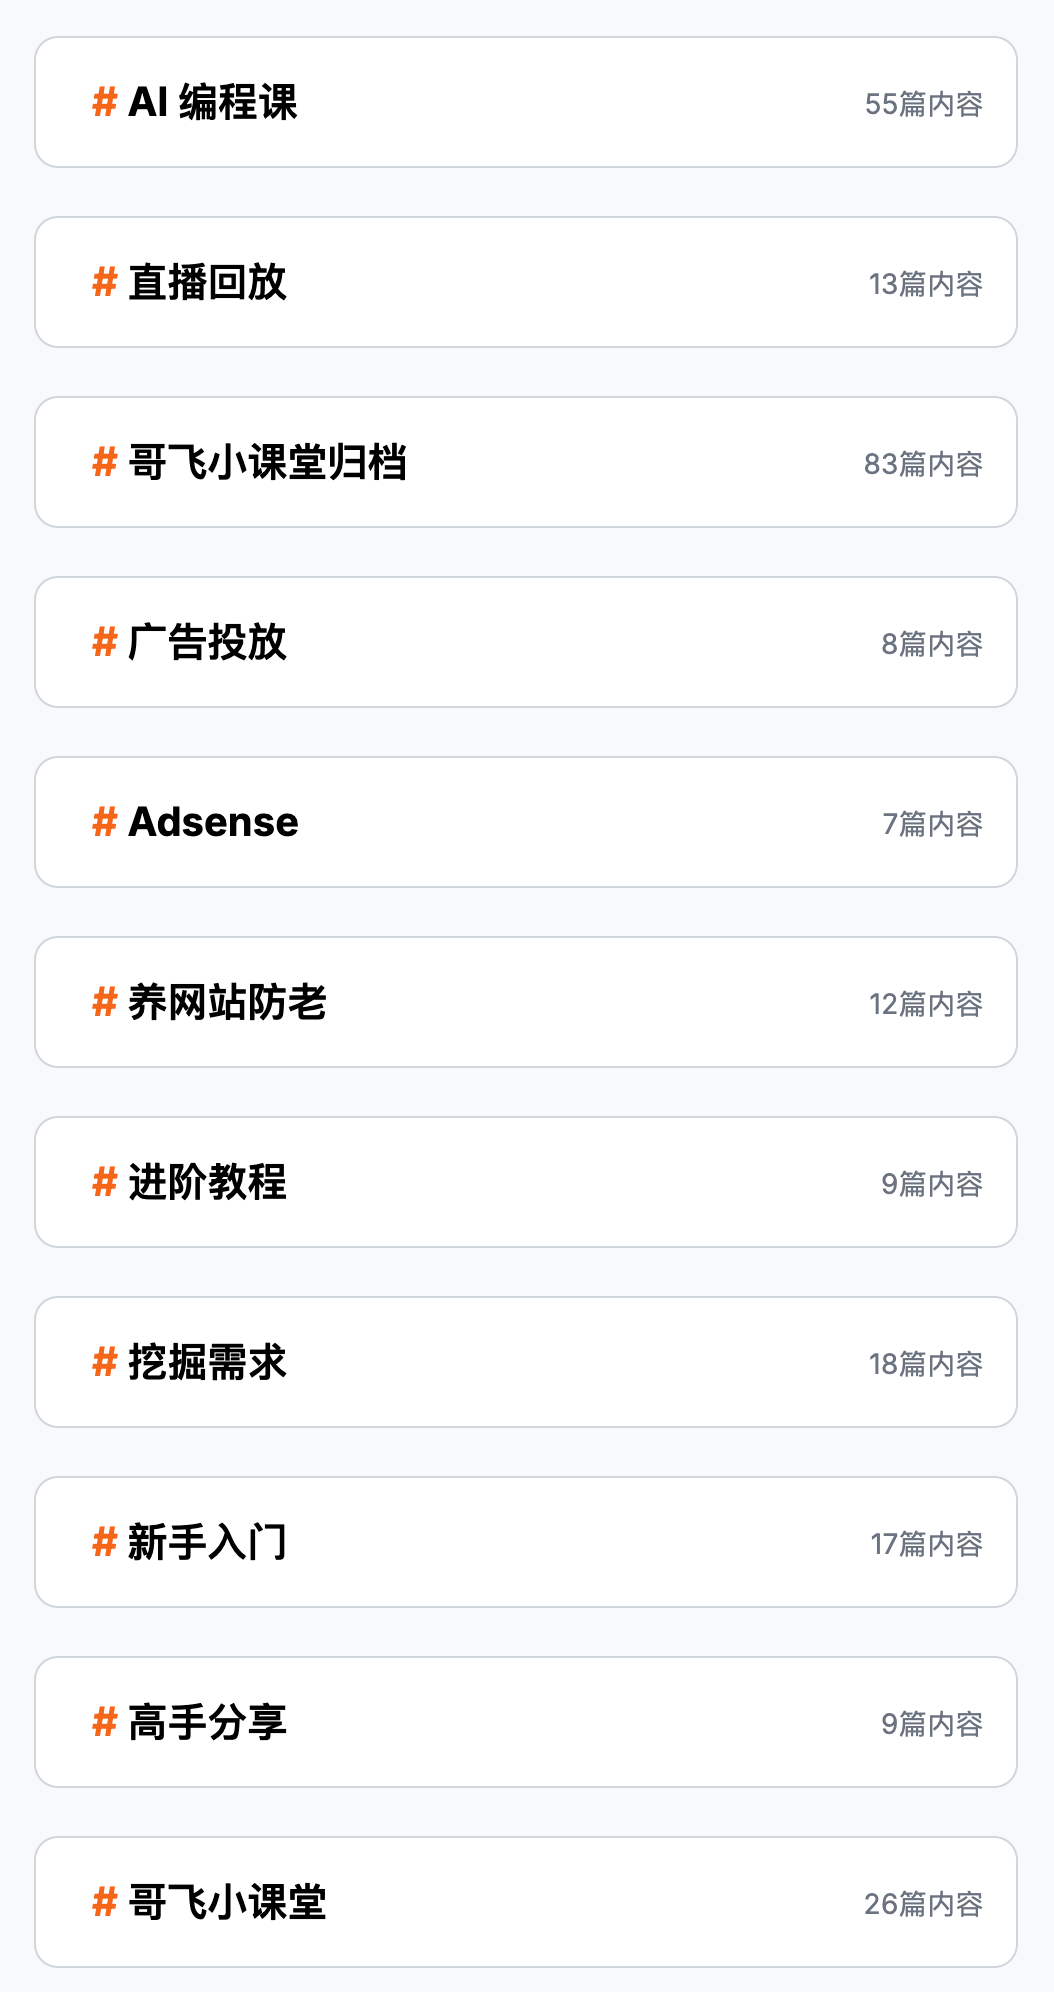 # AI 编程课 55篇内容
# 直播回放 13篇内容
# 哥飞小课堂归档 83篇内容
# 广告投放 8篇内容
# Adsense 7篇内容
# 养网站防老 12篇内容
# 进阶教程 9篇内容
# 挖掘需求 18篇内容
# 新手入门 17篇内容
# 高手分享 9篇内容
# 哥飞小课堂 26篇内容